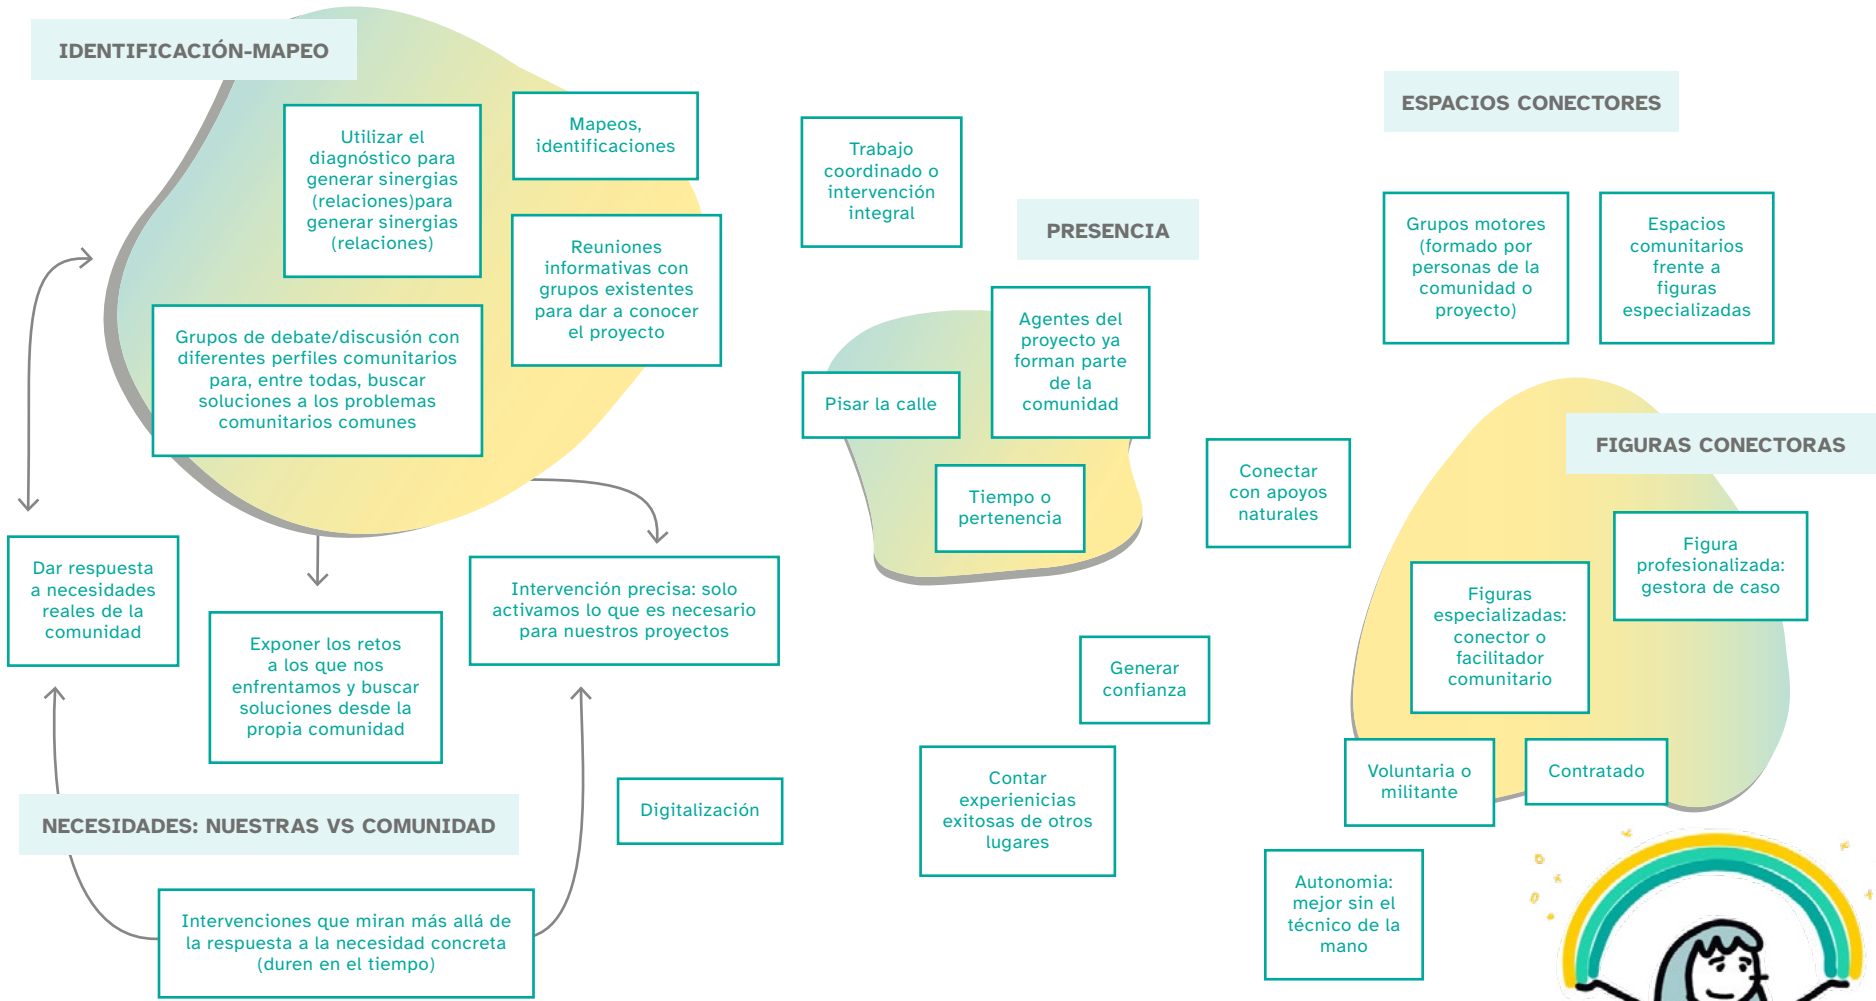 IDENTIFICACIÓN-MAPEO
Utilizar el
diagnóstico para
generar sinergias
(relaciones)para
generar sinergias
(relaciones)
Mapeos,
identificaciones
Reuniones
informativas con
grupos existentes
para dar a conocer
el proyecto
Grupos de debate/discusión con
diferentes perfiles comunitarios
para, entre todas, buscar
soluciones a los problemas
comunitarios comunes
Dar respuesta
a necesidades
reales de la
comunidad
Exponer los retos
a los que nos
enfrentamos y buscar
soluciones desde la
propia comunidad
Intervención precisa: solo
activamos lo que es necesario
para nuestros proyectos
NECESIDADES: NUESTRAS VS COMUNIDAD
Intervenciones que miran más allá de
la respuesta a la necesidad concreta
(duren en el tiempo)
Digitalización
Trabajo
coordinado o
intervención
integral
PRESENCIA
Agentes del
proyecto ya
forman parte
de la
comunidad
Pisar la calle
Tiempo o
pertenencia
Conectar
con apoyos
naturales
Generar
confianza
Contar
experienicias
exitosas de otros
lugares
ESPACIOS CONECTORES
Grupos motores
(formado por
personas de la
comunidad o
proyecto)
Espacios
comunitarios
frente a
figuras
especializadas
FIGURAS CONECTORAS
Figura
profesionalizada:
gestora de caso
Figuras
especializadas:
conector o
facilitador
comunitario
Voluntaria o
militante
Contratado
Autonomia:
mejor sin el
técnico de la
mano